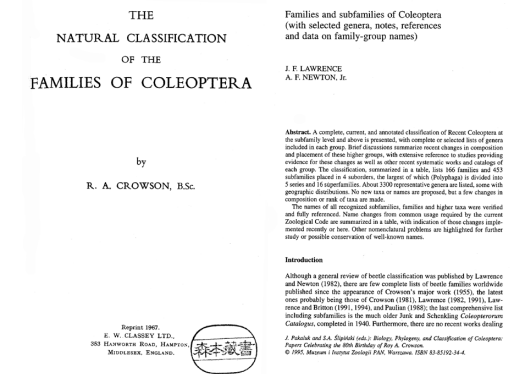 THE
NATURAL CLASSIFICATION
OF THE
FAMILIES OF COLEOPTERA
by
R. A. CROWSON, B.Sc.
Reprint 1967.
E. W. CLASSEY LTD.,
353 HANWORTH ROAD, HAMPTON,
MIDDLESEX, ENGLAND.
森本蔵書
Families and subfamilies of Coleoptera
(with selected genera, notes, references
and data on family-group names)
J. F. LAWRENCE
A. F. NEWTON, Jr.
Abstract. A complete, current, and annotated classification of Recent Coleoptera at
the subfamily level and above is presented, with complete or selected lists of genera
included in each group. Brief discussions summarize recent changes in composition
and placement of these higher groups, with extensive reference to studies providing
evidence for these changes as well as other recent systematic works and catalogs of
each group. The classification, summarized in a table, lists 166 families and 453
subfamilies placed in 4 suborders, the largest of which (Polyphaga) is divided into
5 series and 16 superfamilies. About 3300 representative genera are listed, some with
geographic distributions. No new taxa or names are proposed, but a few changes in
composition or rank of taxa are made.
The names of all recognized subfamilies, families and higher taxa were verified
and fully referenced. Name changes from common usage required by the current
Zoological Code are summarized in a table, with indication of those changes imple-
mented recently or here. Other nomenclatural problems are highlighted for further
study or possible conservation of well-known names.
Introduction
Although a general review of beetle classification was published by Lawrence
and Newton (1982), there are few complete lists of beetle families worldwide
published since the appearance of Crowson's major work (1955), the latest
ones probably being those of Crowson (1981), Lawrence (1982, 1991), Law-
rence and Britton (1991, 1994), and Paulian (1988); the last comprehensive list
including subfamilies is the much older Junk and Schenkling Coleopterorum
Catalogus, completed in 1940. Furthermore, there are no recent works dealing
J. Pakaluk and S.A. Ślipiński (eds.): Biology, Phylogeny, and Classification of Coleoptera:
Papers Celebrating the 80th Birthday of Roy A. Crowson.
© 1995, Muzeum i Instytut Zoologii PAN, Warszawa. ISBN 83-85192-34-4.